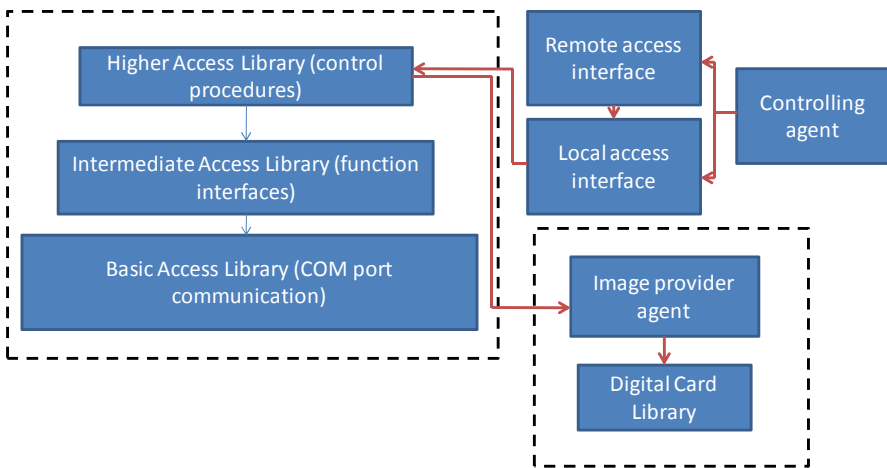 Higher Access Library (control
procedures)
Intermediate Access Library (function
interfaces)
Basic Access Library (COM port
communication)
Remote access
interface
Local access
interface
Controlling
agent
Image provider
agent
Digital Card
Library